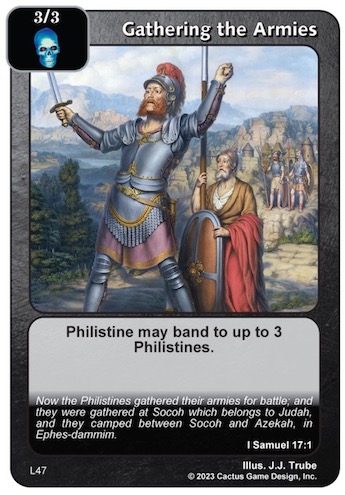 3/3
Gathering the Armies
Philistine may band to up to 3
Philistines.
Now the Philistines gathered their armies for battle; and
they were gathered at Socoh which belongs to Judah,
and they camped between Socoh and Azekah, in
Ephes-dammim.
I Samuel 17:1
Illus. J.J. Trube
L47
© 2023 Cactus Game Design, Inc.